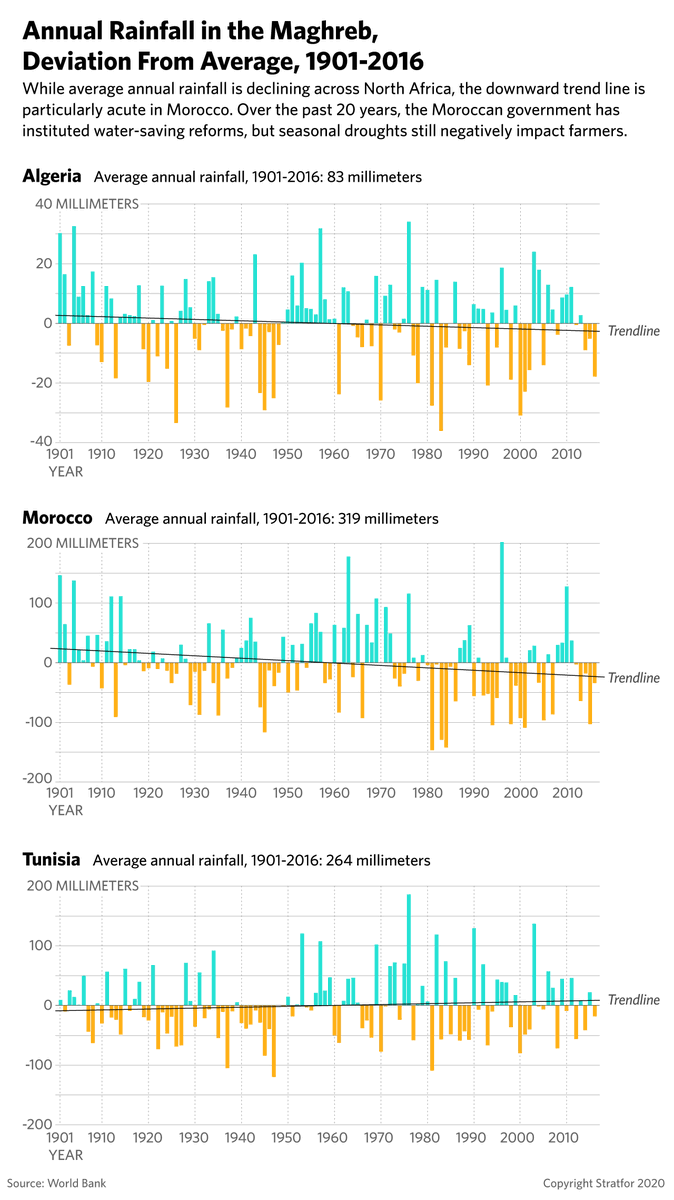 Annual Rainfall in the Maghreb,
Deviation From Average, 1901-2016
While average annual rainfall is declining across North Africa, the downward trend line is
particularly acute in Morocco. Over the past 20 years, the Moroccan government has
instituted water-saving reforms, but seasonal droughts still negatively impact farmers.
Algeria Average annual rainfall, 1901-2016: 83 millimeters
40 MILLIMETERS
20
0
Trendline
-20
-40
1901 1910 1920 1930 1940 1950 1960 1970 1980 1990 2000 2010
YEAR
Morocco Average annual rainfall, 1901-2016: 319 millimeters
200 MILLIMETERS
100
0
Trendline
-100
-200
1901 1910 1920 1930 1940 1950 1960 1970 1980 1990 2000 2010
YEAR
Tunisia Average annual rainfall, 1901-2016: 264 millimeters
200 MILLIMETERS
100
0
Trendline
-100
-200
1901 1910 1920 1930 1940 1950 1960 1970 1980 1990 2000 2010
YEAR
Source: World Bank
Copyright Stratfor 2020